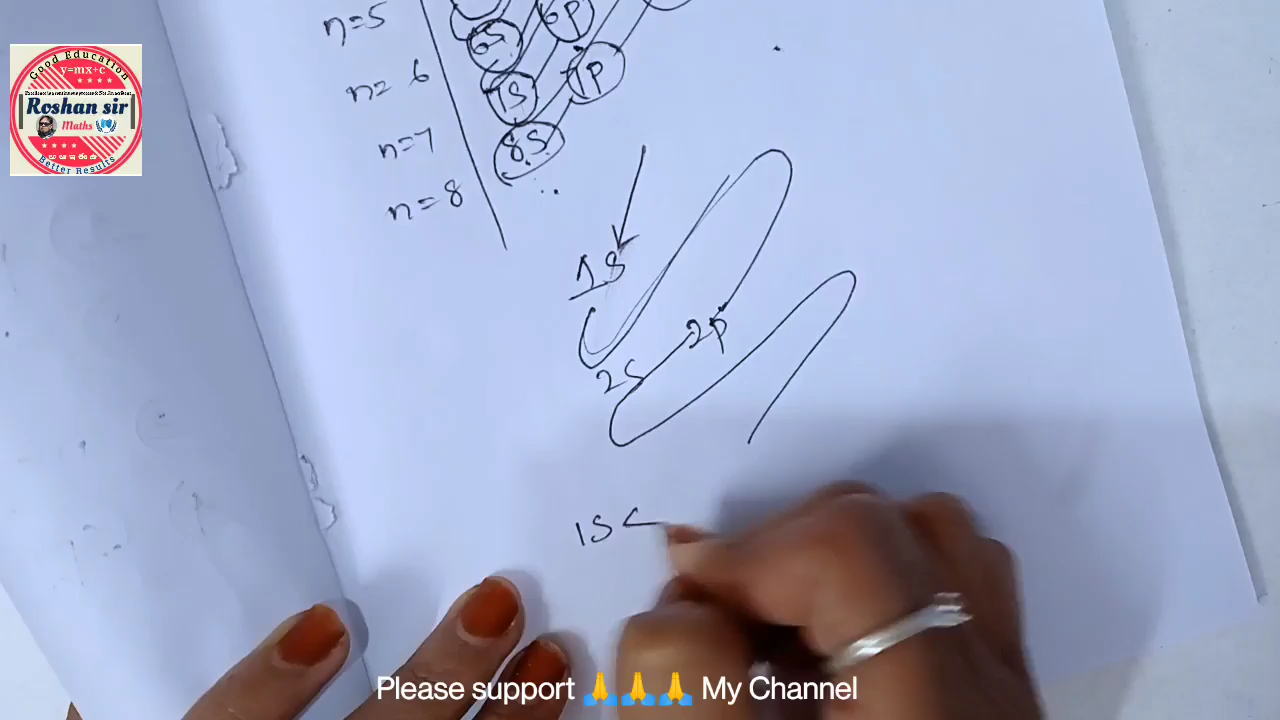 n=5
6S 6P
n= 6
7S 7P
n=7
8S
n=8
1S
2S 2p
1S <
Good Education
y=mx+c
Roshan sir
Maths
Better Results
Please support 🙏🙏🙏 My Channel